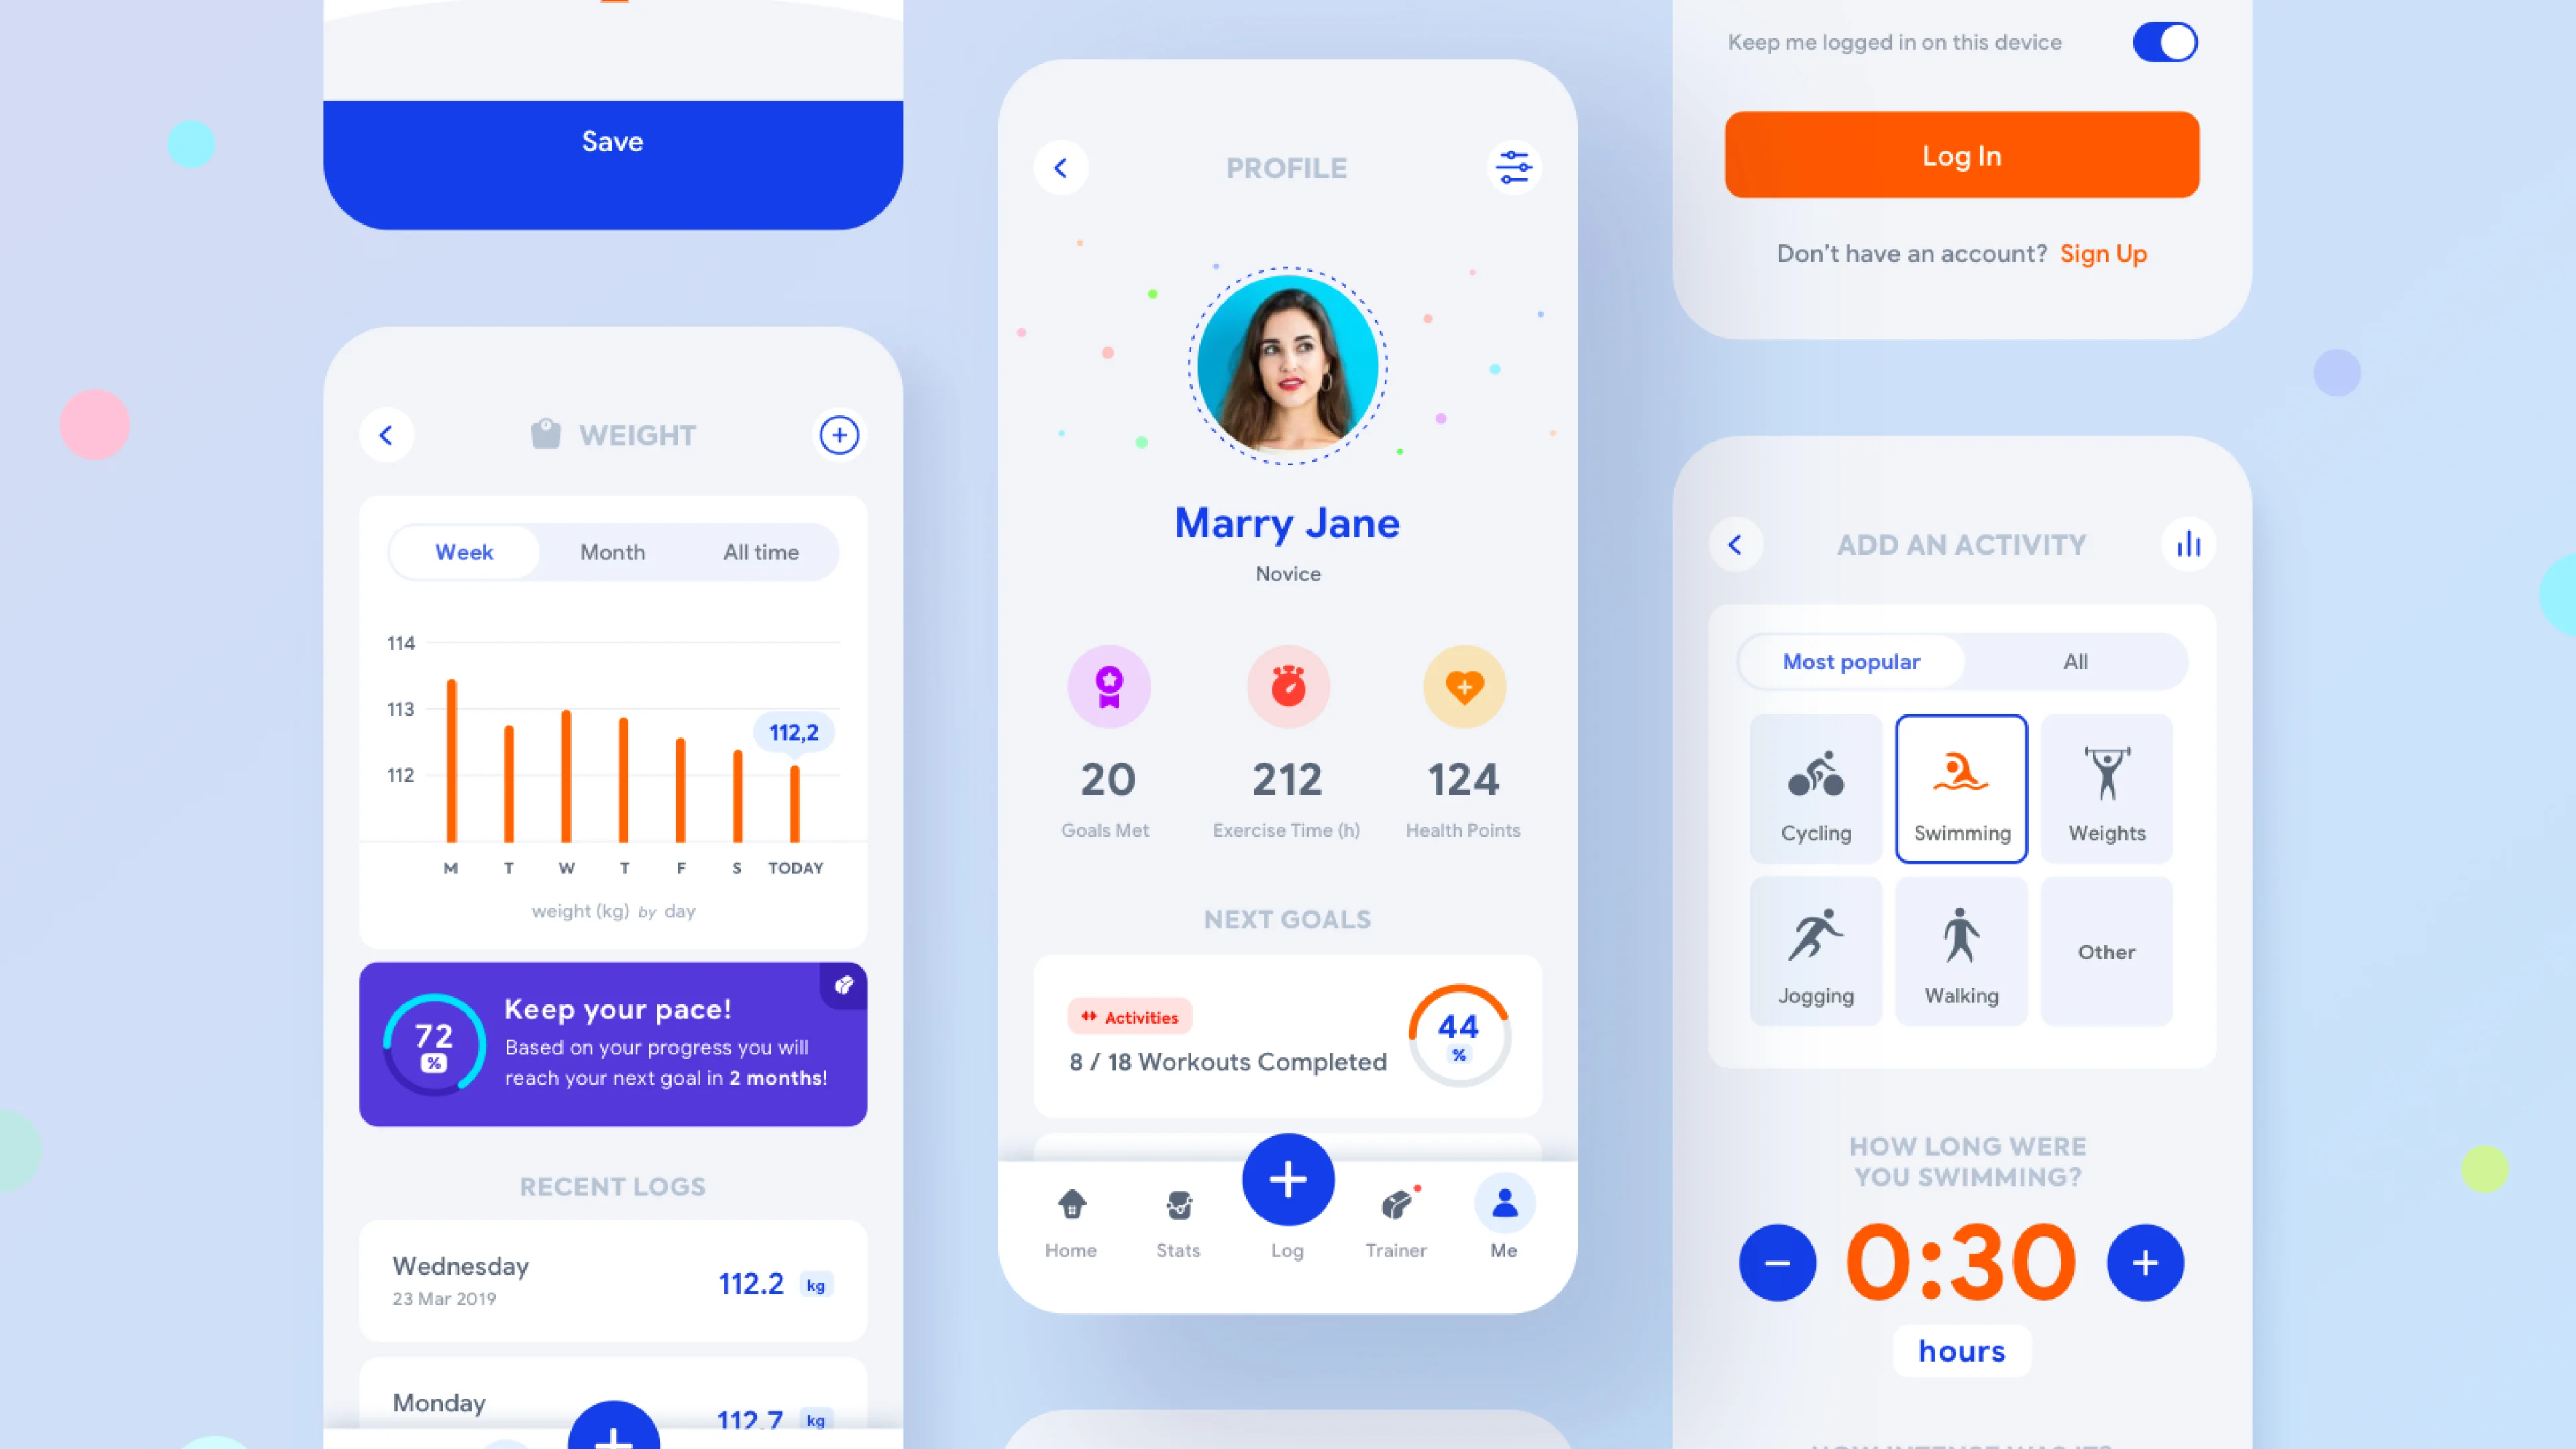 Save
WEIGHT
Week Month All time
114
113
112
112,2
M T W T F S TODAY
weight (kg) by day
72
%
Keep your pace!
Based on your progress you will
reach your next goal in 2 months!
RECENT LOGS
Wednesday
23 Mar 2019
112.2 kg
Monday
112.7 kg
PROFILE
Marry Jane
Novice
20 212 124
Goals Met Exercise Time (h) Health Points
NEXT GOALS
Activities
8 / 18 Workouts Completed
44
%
Home Stats Log Trainer Me
Keep me logged in on this device
Log In
Don't have an account? Sign Up
ADD AN ACTIVITY
Most popular All
Cycling Swimming Weights
Jogging Walking Other
HOW LONG WERE
YOU SWIMMING?
0:30
hours
HOW INTENSE WAS IT?